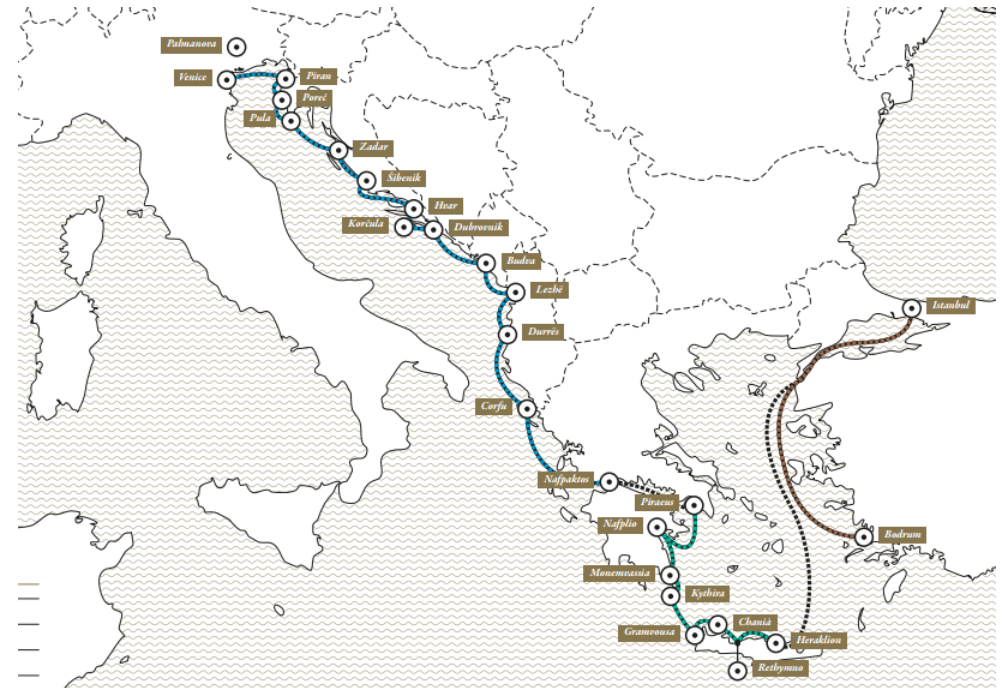 Palmanova
Venice
Piran
Poreč
Pula
Zadar
Šibenik
Hvar
Korčula
Dubrovnik
Budva
Lezhë
Istanbul
Durrës
Corfu
Nafpaktos
Piraeus
Nafplio
Bodrum
Monemvassia
Kythira
Chanià
Gramvousa
Heraklion
Rethymno